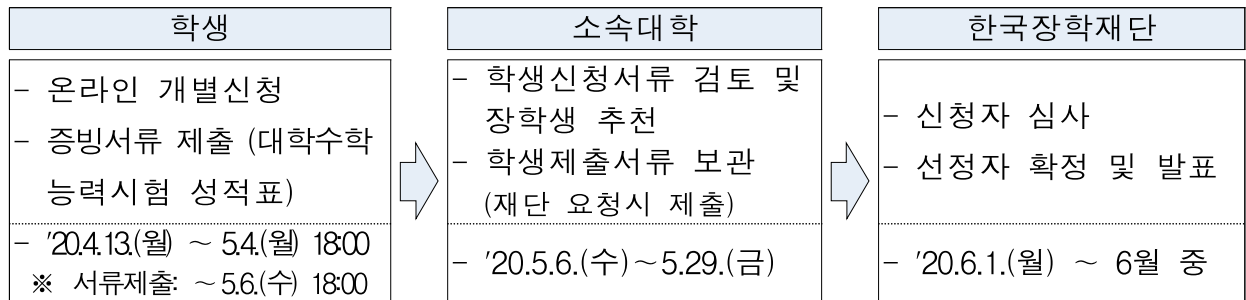 학생
- 온라인 개별신청
- 증빙서류 제출 (대학수학
능력시험 성적표)
- '20.4.13.(월) ~ 5.4.(월) 18:00
※ 서류제출: ~5.6.(수) 18:00
소속대학
- 학생신청서류 검토 및
장학생 추천
- 학생제출서류 보관
(재단 요청시 제출)
- '20.5.6.(수)~5.29.(금)
한국장학재단
- 신청자 심사
- 선정자 확정 및 발표
- '20.6.1.(월) ~ 6월 중